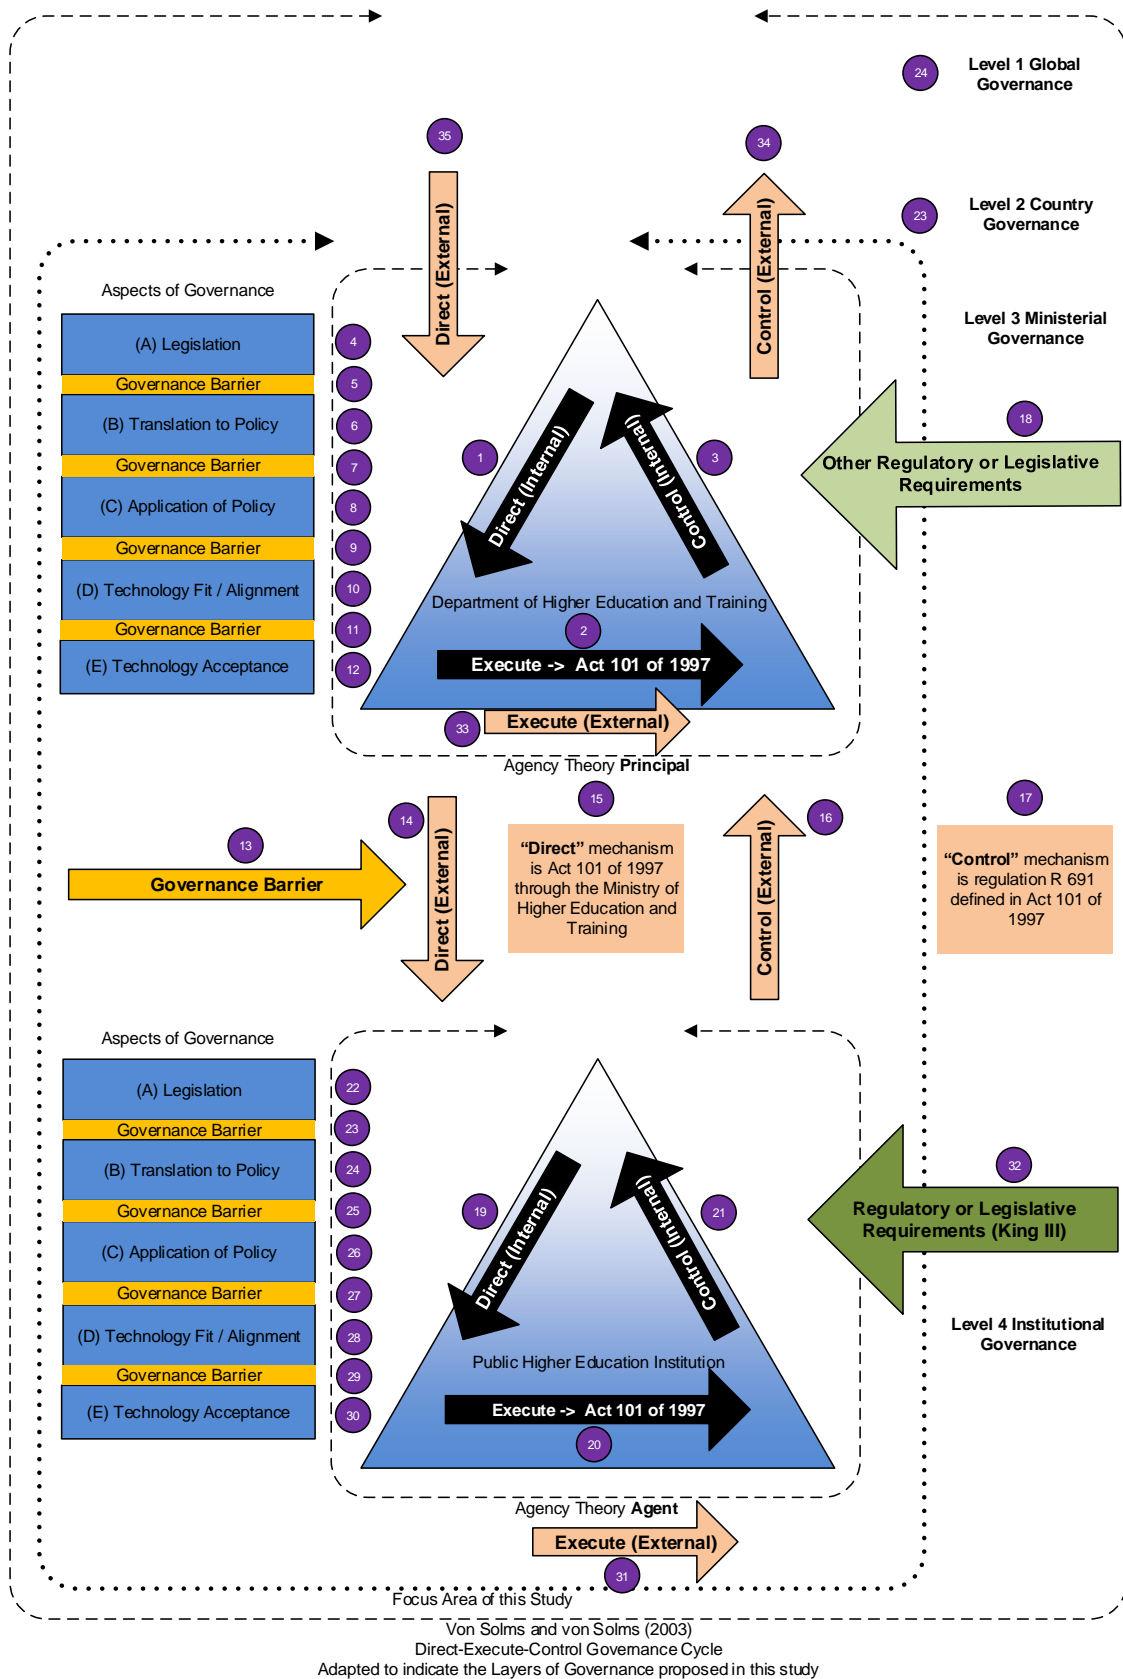 24
Level 1 Global
Governance
35
34
23
Level 2 Country
Governance
Direct (External)
Control (External)
Aspects of Governance
Level 3 Ministerial
Governance
(A) Legislation
4
Governance Barrier
5
(B) Translation to Policy
6
Governance Barrier
7
(C) Application of Policy
8
Governance Barrier
9
(D) Technology Fit / Alignment
10
Governance Barrier
11
(E) Technology Acceptance
12
1
Direct (Internal)
Control (Internal)
3
18
Other Regulatory or Legislative
Requirements
Department of Higher Education and Training
2
Execute -> Act 101 of 1997
33
Execute (External)
Agency Theory Principal
13
Governance Barrier
14
Direct (External)
15
“Direct” mechanism
is Act 101 of 1997
through the Ministry of
Higher Education and
Training
Control (External)
16
17
“Control” mechanism
is regulation R 691
defined in Act 101 of
1997
Aspects of Governance
(A) Legislation
22
Governance Barrier
23
(B) Translation to Policy
24
Governance Barrier
25
(C) Application of Policy
26
Governance Barrier
27
(D) Technology Fit / Alignment
28
Governance Barrier
29
(E) Technology Acceptance
30
19
Direct (Internal)
Control (Internal)
21
32
Regulatory or Legislative
Requirements (King III)
Level 4 Institutional
Governance
Public Higher Education Institution
Execute -> Act 101 of 1997
20
Agency Theory Agent
Execute (External)
31
Focus Area of this Study
Von Solms and von Solms (2003)
Direct-Execute-Control Governance Cycle
Adapted to indicate the Layers of Governance proposed in this study